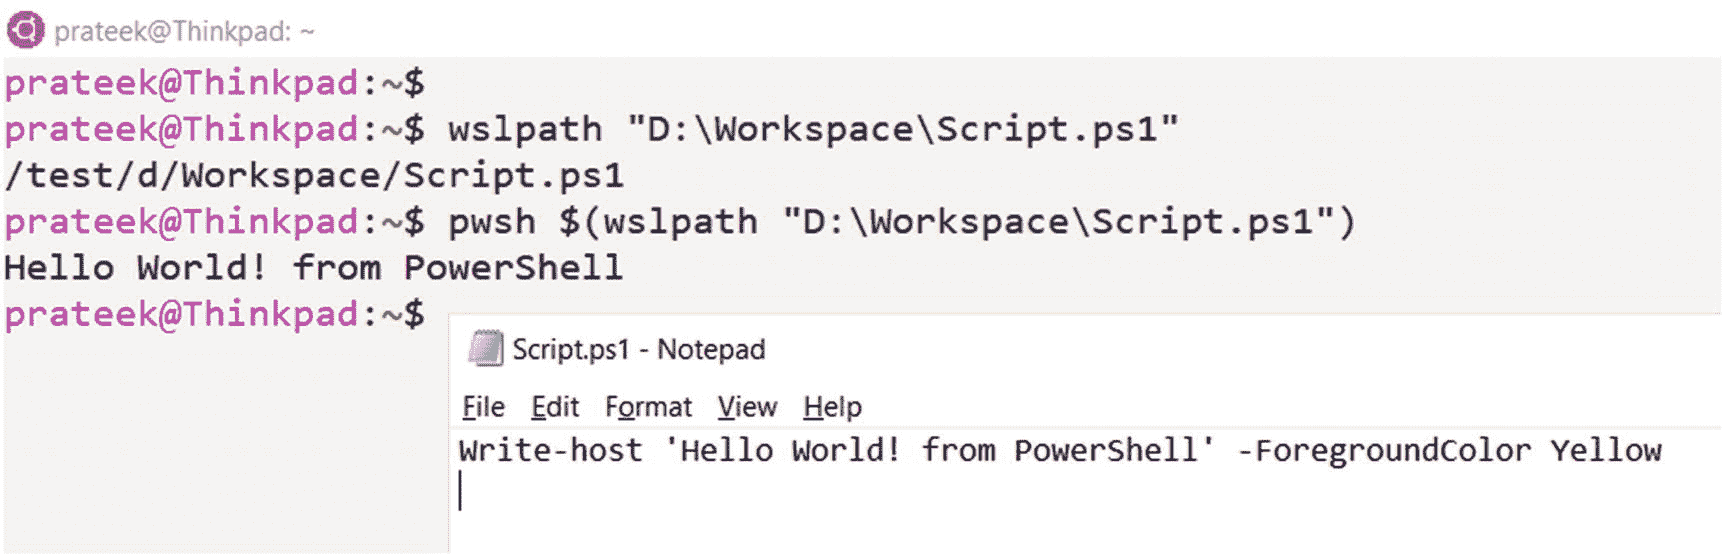 prateek@Thinkpad: ~
prateek@Thinkpad:~$
prateek@Thinkpad:~$ wslpath "D:\Workspace\Script.ps1"
/test/d/Workspace/Script.ps1
prateek@Thinkpad:~$ pwsh $(wslpath "D:\Workspace\Script.ps1")
Hello World! from PowerShell
prateek@Thinkpad:~$
Script.ps1 - Notepad
File Edit Format View Help
Write-host 'Hello World! from PowerShell' -ForegroundColor Yellow